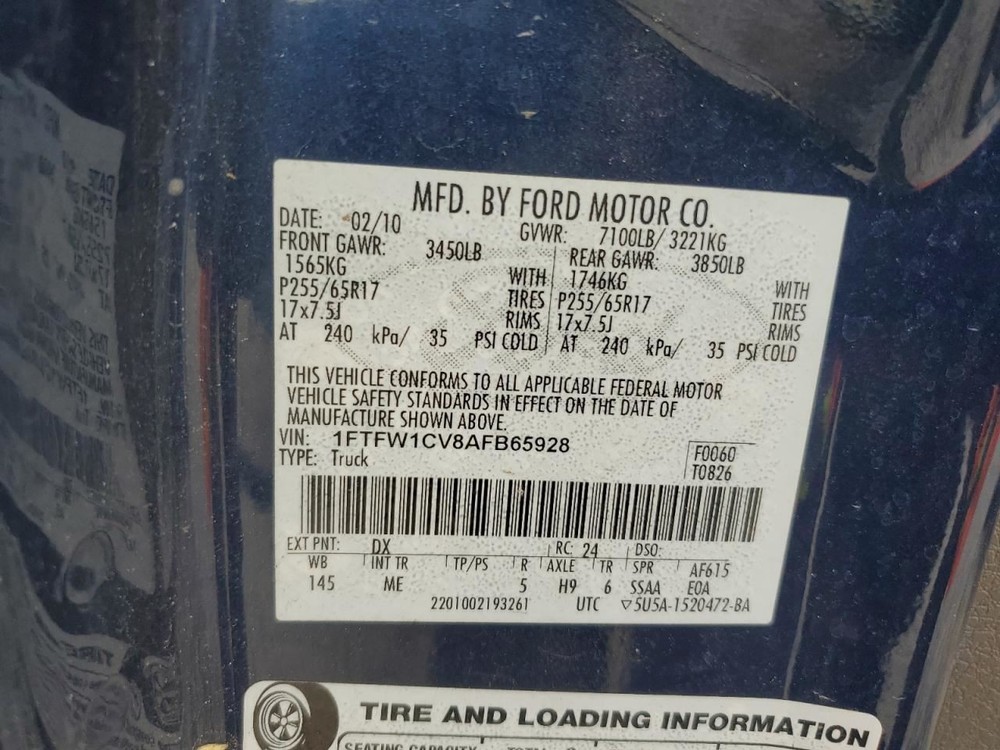 MFD. BY FORD MOTOR CO.
DATE: 02/10 GVWR: 7100LB/ 3221KG
FRONT GAWR: 3450LB REAR GAWR: 3850LB
1565KG WITH 1746KG WITH
P255/65R17 TIRES P255/65R17 TIRES
17x7.5J RIMS 17x7.5J RIMS
AT 240 kPa/ 35 PSI COLD AT 240 kPa/ 35 PSI COLD
THIS VEHICLE CONFORMS TO ALL APPLICABLE FEDERAL MOTOR
VEHICLE SAFETY STANDARDS IN EFFECT ON THE DATE OF
MANUFACTURE SHOWN ABOVE.
VIN: 1FTFW1CV8AFB65928
TYPE: Truck
F0060
T0826
EXT PNT: DX RC: 24 DSO:
WB INT TR TP/PS R AXLE TR SPR AF615
145 ME 5 H9 6 SSAA E0A
2201002193261 UTC ▽5U5A-1520472-BA
TIRE AND LOADING INFORMATION
SEATING CAPACITY